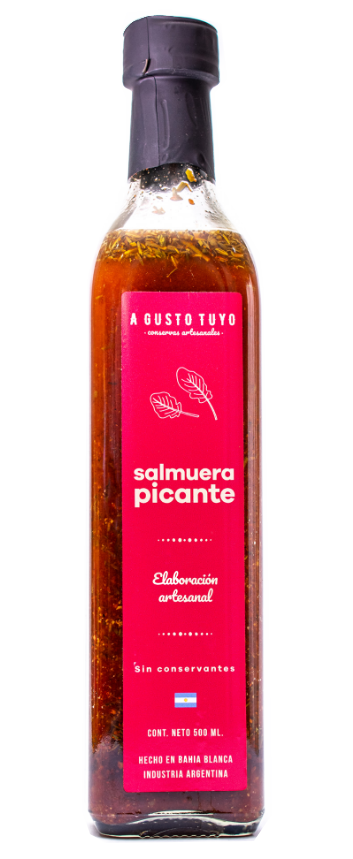 A GUSTO TUYO
· conservas artesanales ·
salmuera
picante
Elaboración
artesanal
Sin conservantes
CONT. NETO 500 ML.
HECHO EN BAHIA BLANCA
INDUSTRIA ARGENTINA